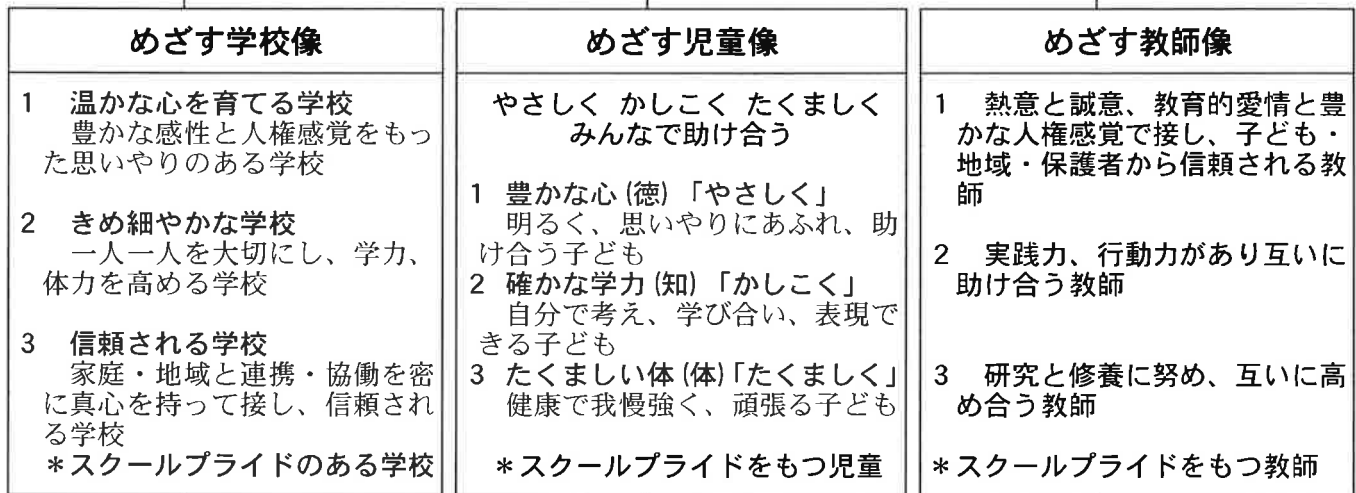 めざす学校像
1 温かな心を育てる学校
豊かな感性と人権感覚をもっ
た思いやりのある学校
2 きめ細やかな学校
一人一人を大切にし、学力、
体力を高める学校
3 信頼される学校
家庭・地域と連携・協働を密
に真心を持って接し、信頼され
る学校
＊スクールプライドのある学校
めざす児童像
やさしく かしこく たくましく
みんなで助け合う
1 豊かな心(徳)「やさしく」
明るく、思いやりにあふれ、助
け合う子ども
2 確かな学力(知)「かしこく」
自分で考え、学び合い、表現で
きる子ども
3 たくましい体(体)「たくましく」
健康で我慢強く、頑張る子ども
＊スクールプライドをもつ児童
めざす教師像
1 熱意と誠意、教育的愛情と豊
かな人権感覚で接し、子ども・
地域・保護者から信頼される教
師
2 実践力、行動力があり互いに
助け合う教師
3 研究と修養に努め、互いに高
め合う教師
＊スクールプライドをもつ教師